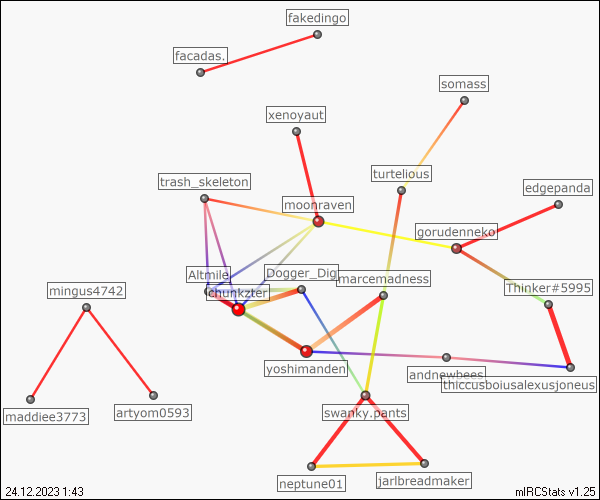 fakedingo
facadas.
somass
xenoyaut
turtelious
trash_skeleton
edgepanda
moonraven
gorudenneko
Altmile
Dogger_Dig
marcemadness
mingus4742
chunkzter
Thinker#5995
yoshimanden
andnewbees
thiccusboiusalexusjoneus
maddiee3773
artyom0593
swanky.pants
neptune01
jarlbreadmaker
24.12.2023 1:43
mIRCStats v1.25